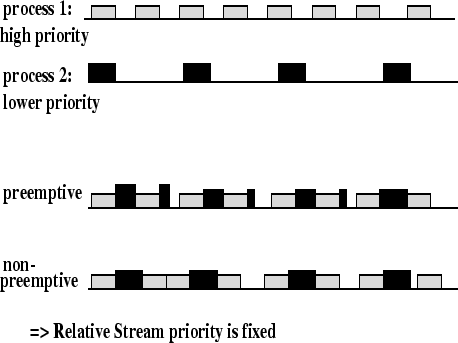 process 1:
high priority
process 2:
lower priority
preemptive
non-
preemptive
=> Relative Stream priority is fixed